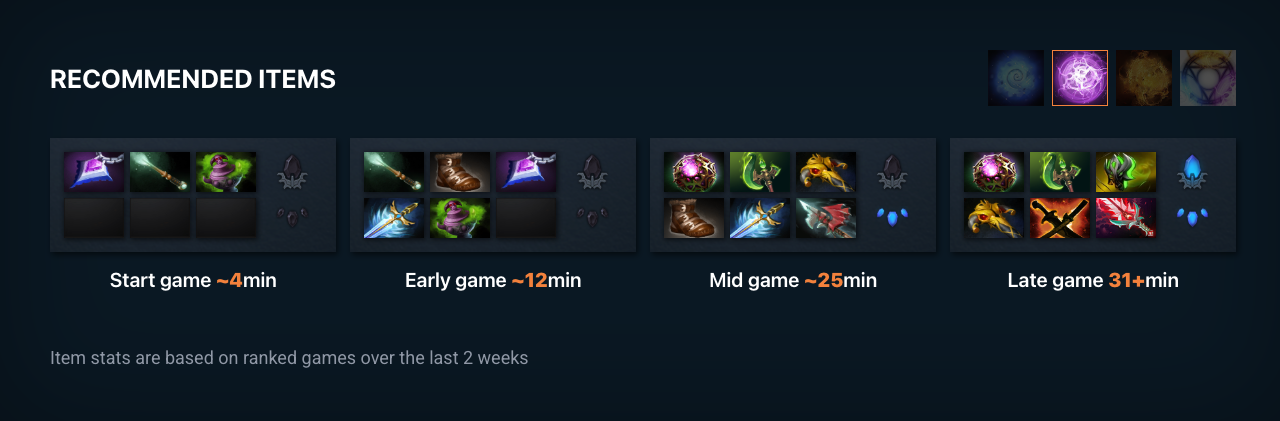 RECOMMENDED ITEMS
Start game ~4min
Early game ~12min
Mid game ~25min
Late game 31+min
Item stats are based on ranked games over the last 2 weeks